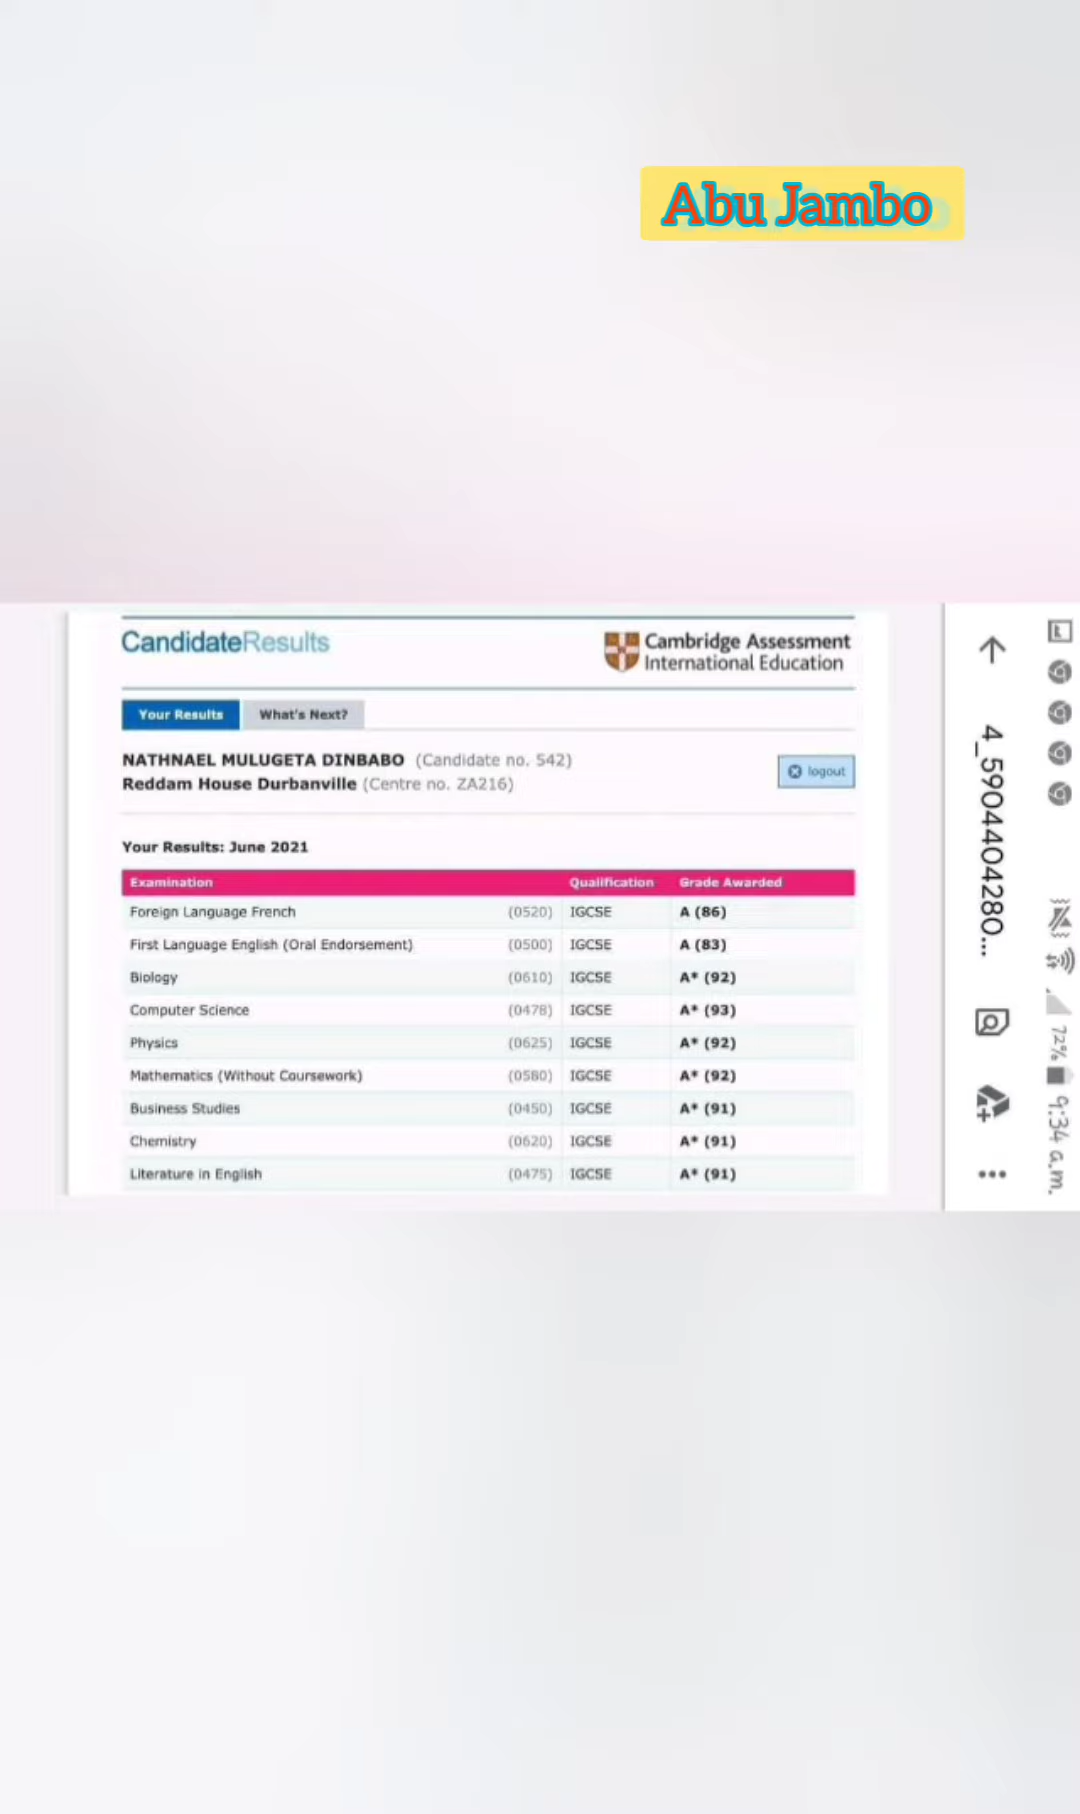 Abu Jambo
CandidateResults
Cambridge Assessment
International Education
Your Results What's Next?
NATHNAEL MULUGETA DINBABO (Candidate no. 542)
Reddam House Durbanville (Centre no. ZA216)
logout
Your Results: June 2021
Examination Qualification Grade Awarded
Foreign Language French (0520) IGCSE A (86)
First Language English (Oral Endorsement) (0500) IGCSE A (83)
Biology (0610) IGCSE A* (92)
Computer Science (0478) IGCSE A* (93)
Physics (0625) IGCSE A* (92)
Mathematics (Without Coursework) (0580) IGCSE A* (92)
Business Studies (0450) IGCSE A* (91)
Chemistry (0620) IGCSE A* (91)
Literature in English (0475) IGCSE A* (91)
4_5904404280...
72% 9:34 a.m.